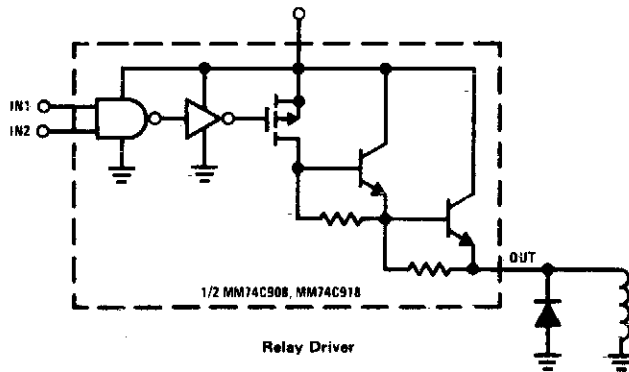 IN1
IN2
OUT
1/2 MM74C908, MM74C918
Relay Driver